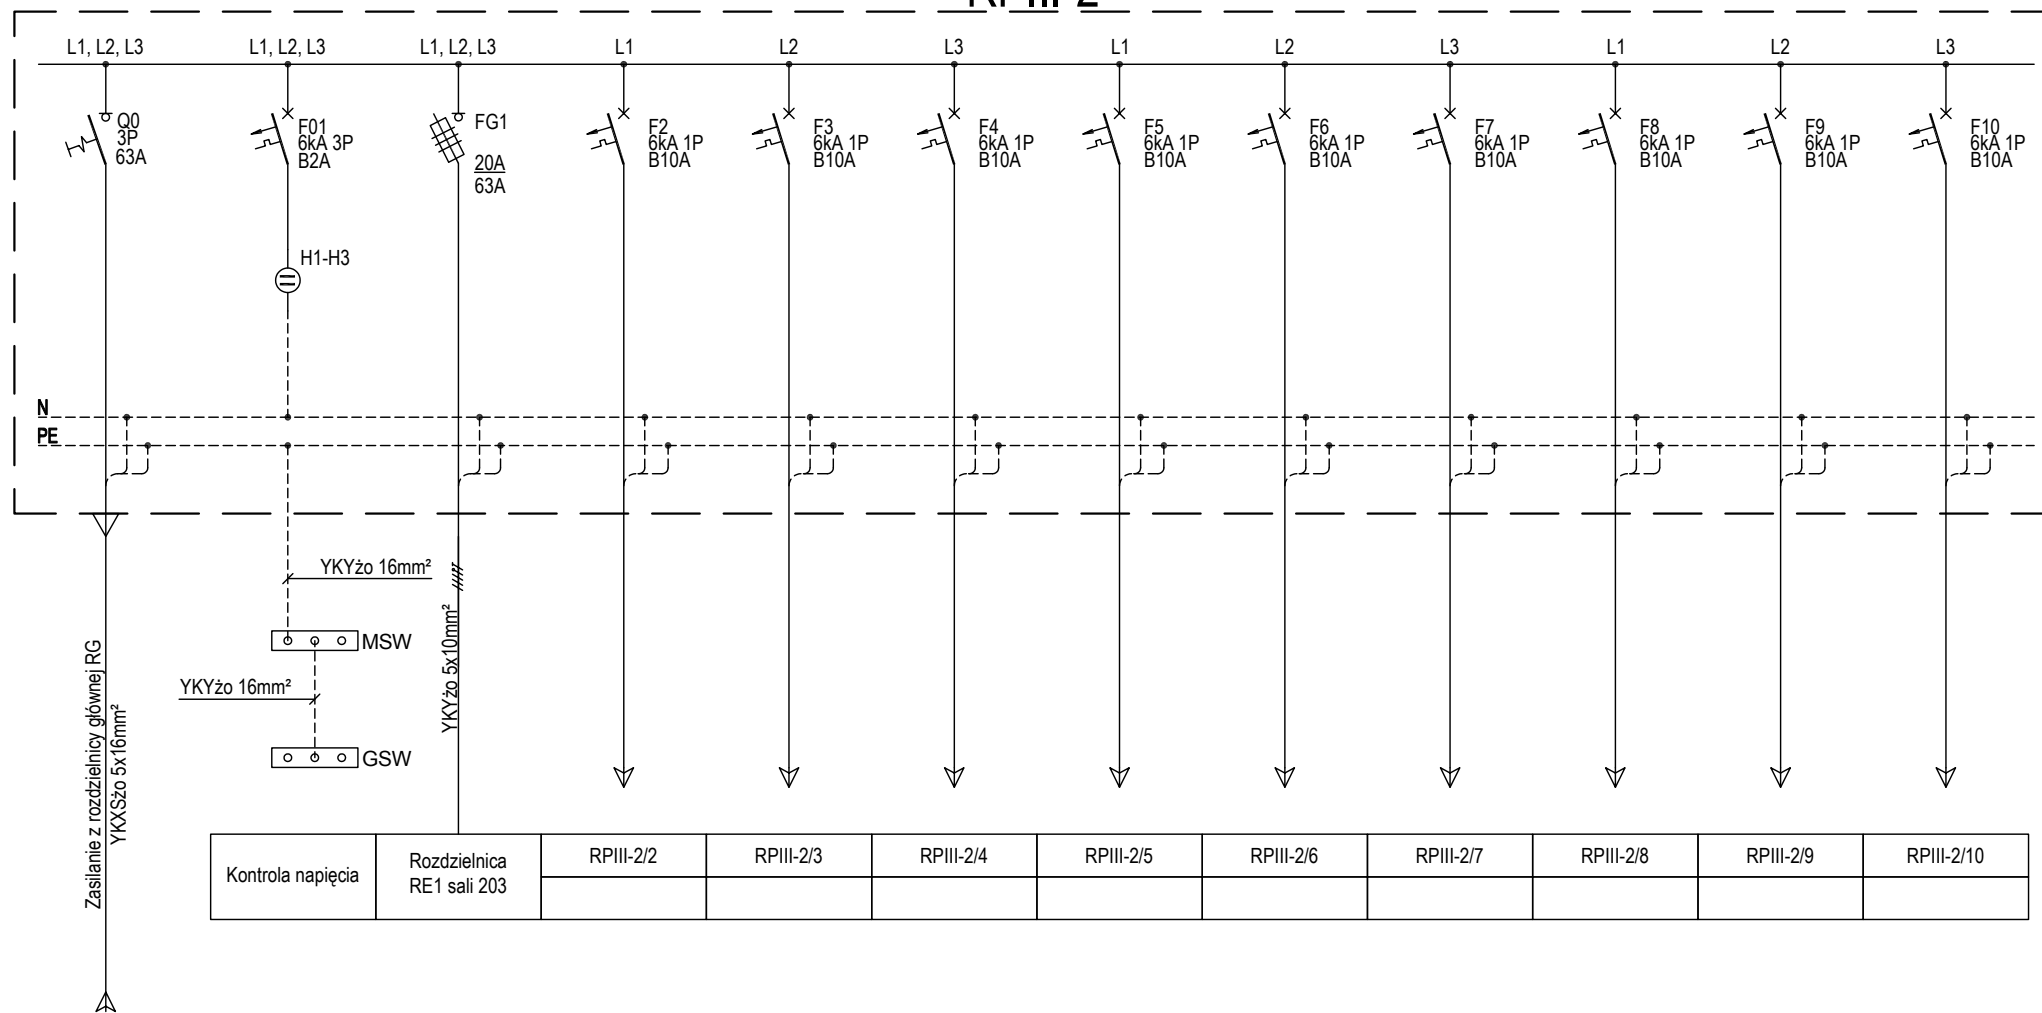 RPIII-2
L1, L2, L3
L1, L2, L3
L1, L2, L3
L1
L2
L3
L1
L2
L3
L1
L2
L3
Q0
3P
63A
F01
6kA 3P
B2A
FG1
20A
63A
F2
6kA 1P
B10A
F3
6kA 1P
B10A
F4
6kA 1P
B10A
F5
6kA 1P
B10A
F6
6kA 1P
B10A
F7
6kA 1P
B10A
F8
6kA 1P
B10A
F9
6kA 1P
B10A
F10
6kA 1P
B10A
H1-H3
N
PE
YKYżo 16mm²
MSW
YKYżo 16mm²
GSW
YKYżo 5x10mm²
Zasilanie z rozdzielnicy głównej RG
YKXSżo 5x16mm²
Kontrola napięcia
Rozdzielnica
RE1 sali 203
RPIII-2/2
RPIII-2/3
RPIII-2/4
RPIII-2/5
RPIII-2/6
RPIII-2/7
RPIII-2/8
RPIII-2/9
RPIII-2/10